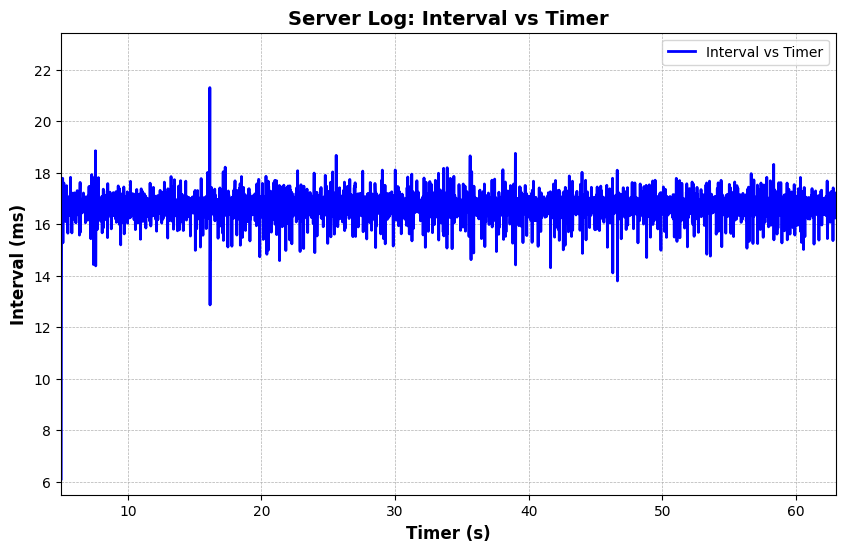 Server Log: Interval vs Timer
Interval vs Timer
22
20
18
16
14
12
10
8
6
Interval (ms)
10 20 30 40 50 60
Timer (s)